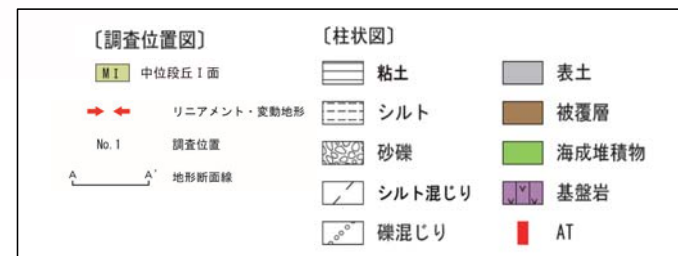 〔調査位置図〕
MⅠ 中位段丘Ⅰ面
リニアメント・変動地形
No.1 調査位置
A A' 地形断面線
〔柱状図〕
粘土
シルト
砂礫
シルト混じり
礫混じり
表土
被覆層
海成堆積物
基盤岩
AT